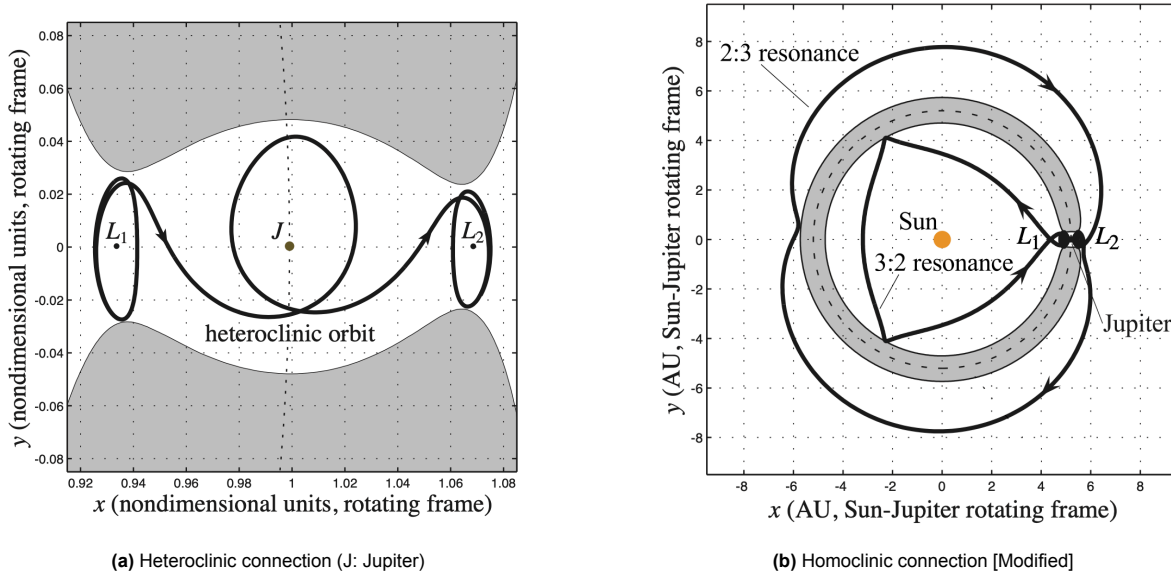 y (nondimensional units, rotating frame)
0.08
0.06
0.04
0.02
0
-0.02
-0.04
-0.06
-0.08
L1
J
L2
heteroclinic orbit
0.92 0.94 0.96 0.98 1 1.02 1.04 1.06 1.08
x (nondimensional units, rotating frame)
(a) Heteroclinic connection (J: Jupiter)
y (AU, Sun-Jupiter rotating frame)
8
6
4
2
0
-2
-4
-6
-8
2:3 resonance
Sun
L1
L2
3:2 resonance
Jupiter
-8 -6 -4 -2 0 2 4 6 8
x (AU, Sun-Jupiter rotating frame)
(b) Homoclinic connection [Modified]